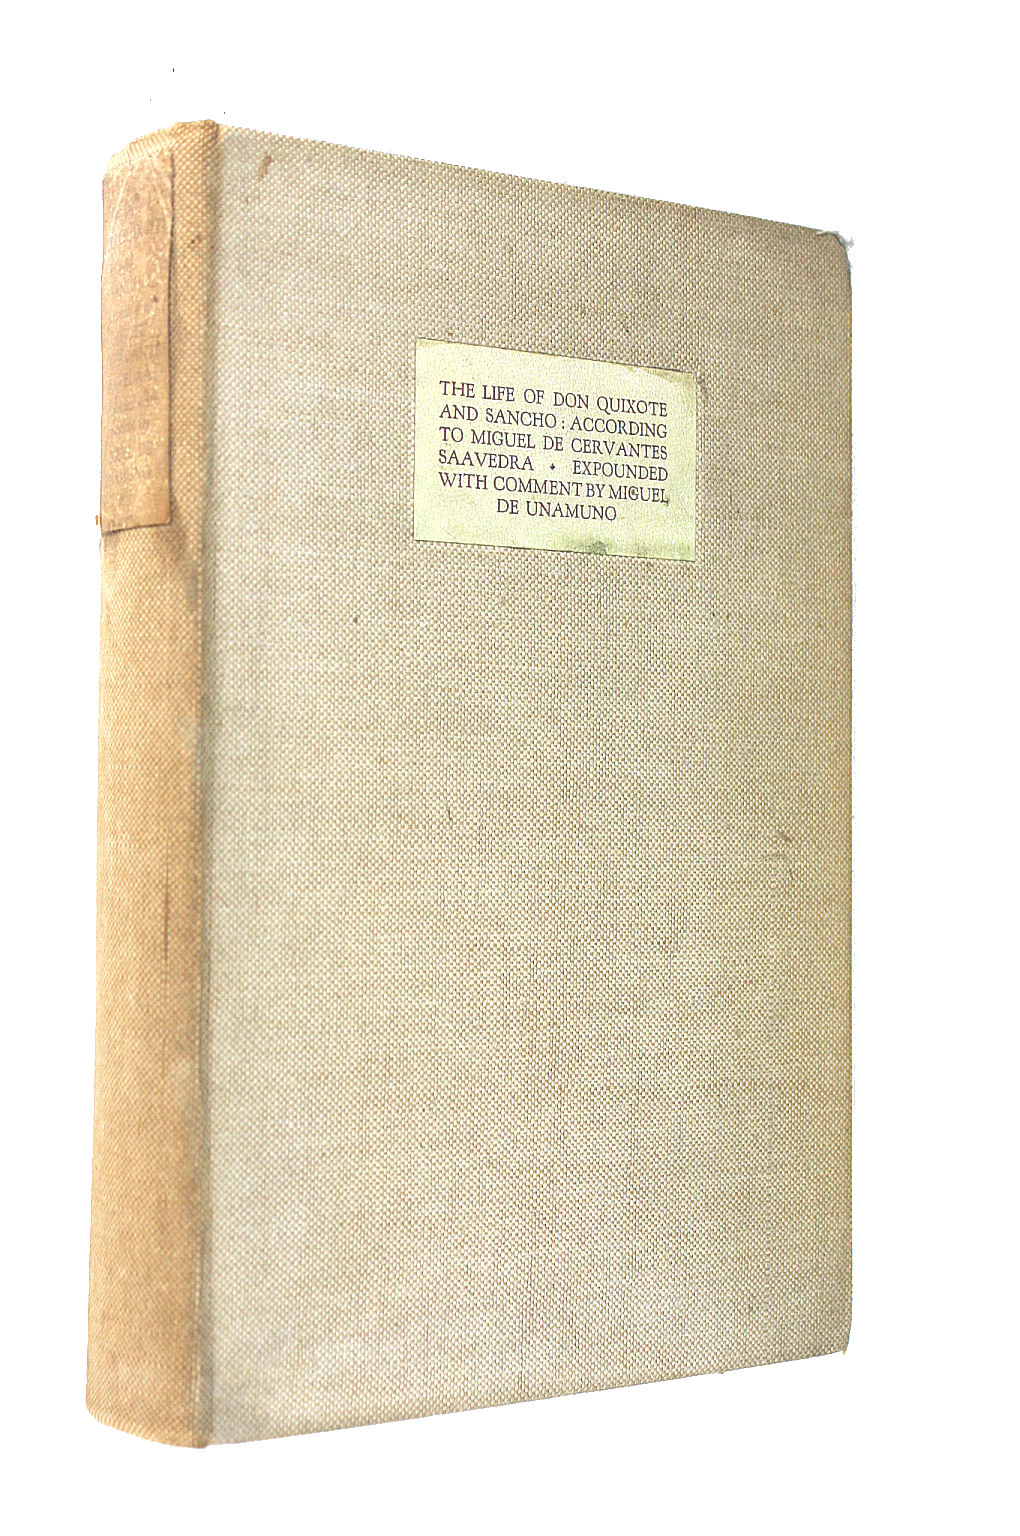 THE LIFE OF DON QUIXOTE
AND SANCHO : ACCORDING
TO MIGUEL DE CERVANTES
SAAVEDRA ✦ EXPOUNDED
WITH COMMENT BY MIGUEL
DE UNAMUNO